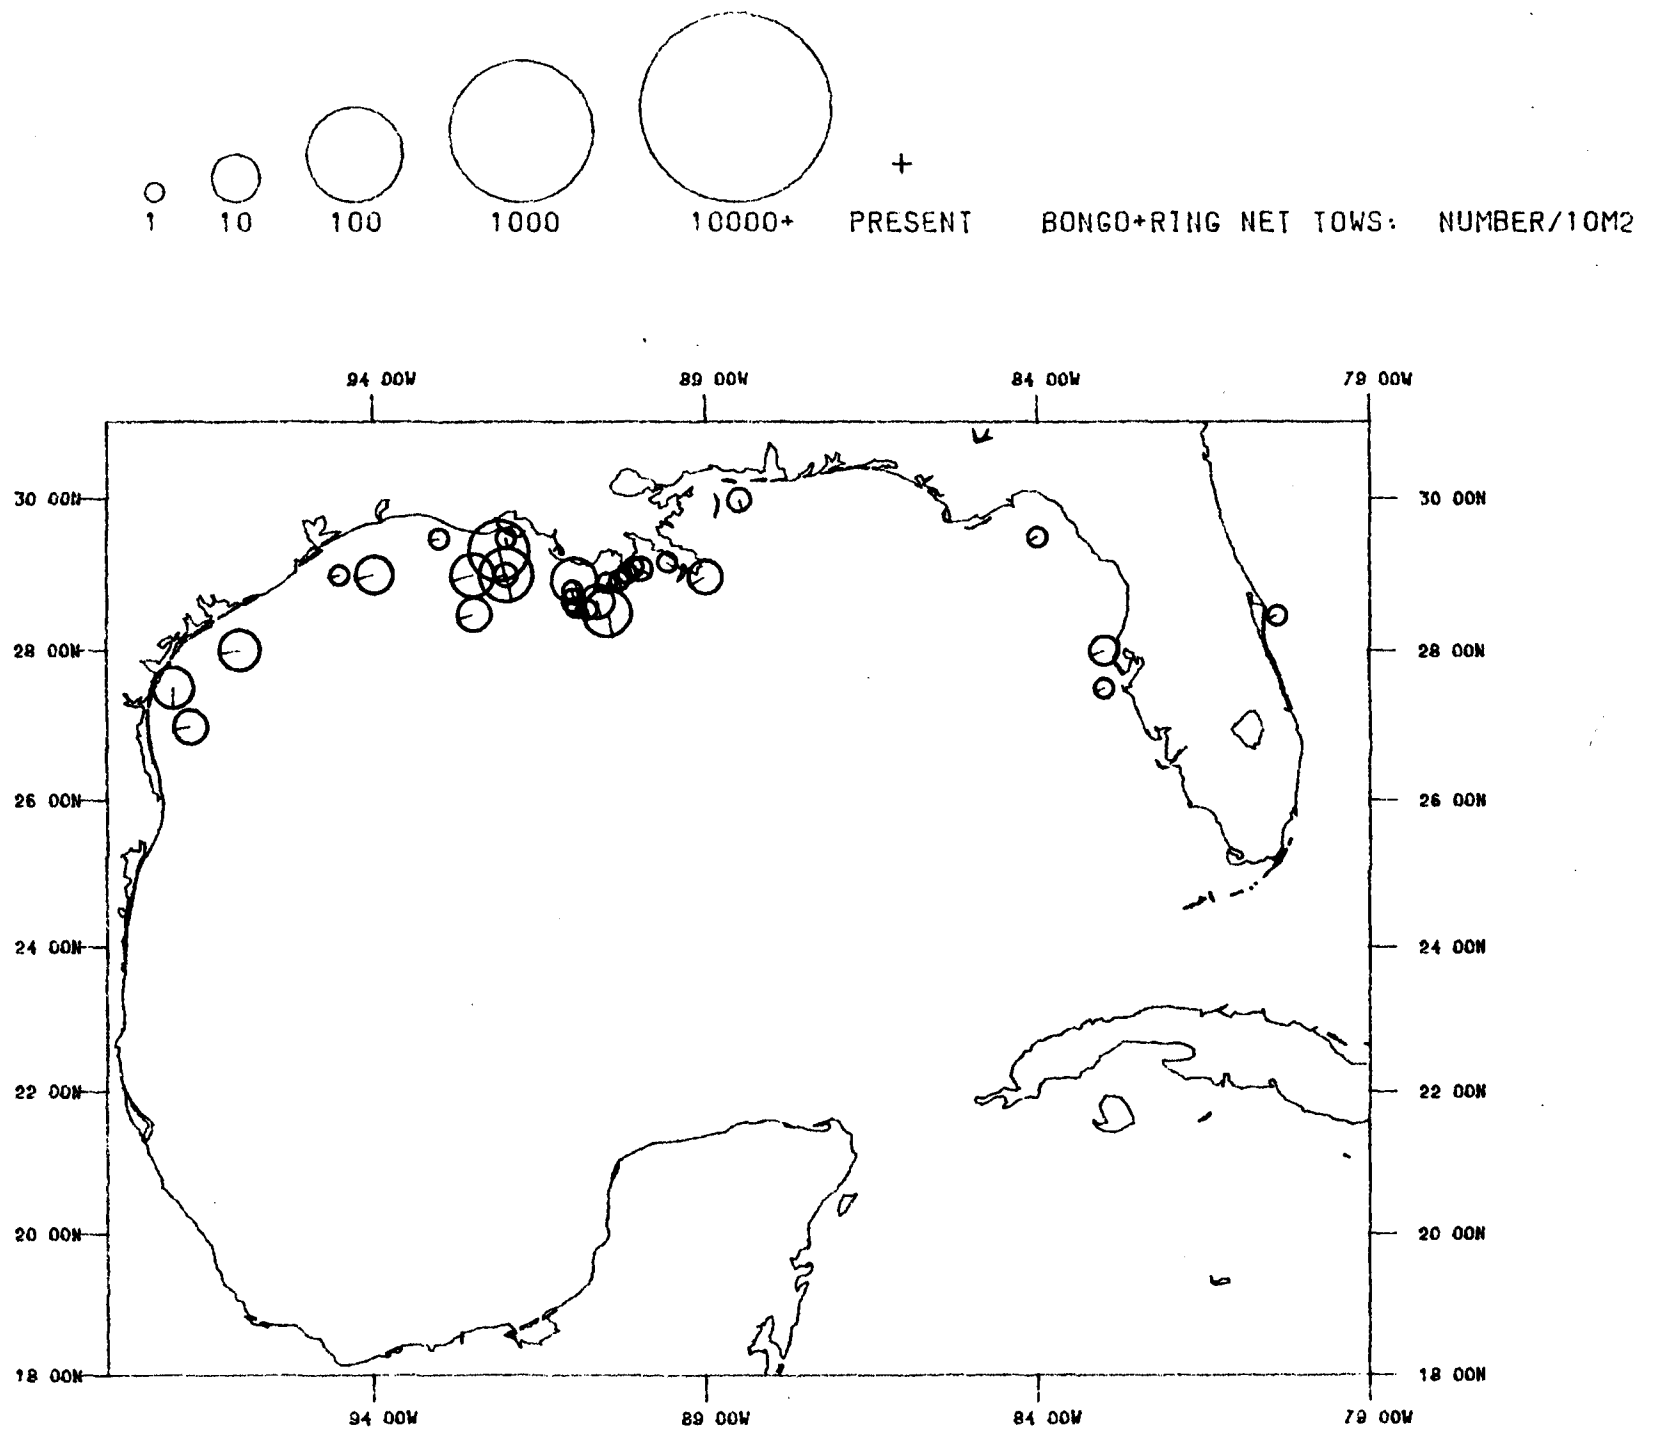 1 10 100 1000 10000+ PRESENT BONGO+RING NET TOWS: NUMBER/10M2
94 00W 89 00W 84 00W 79 00W
30 00N 30 00N
28 00N 28 00N
26 00N 26 00N
24 00N 24 00N
22 00N 22 00N
20 00N 20 00N
18 00N 18 00N
94 00W 89 00W 84 00W 79 00W